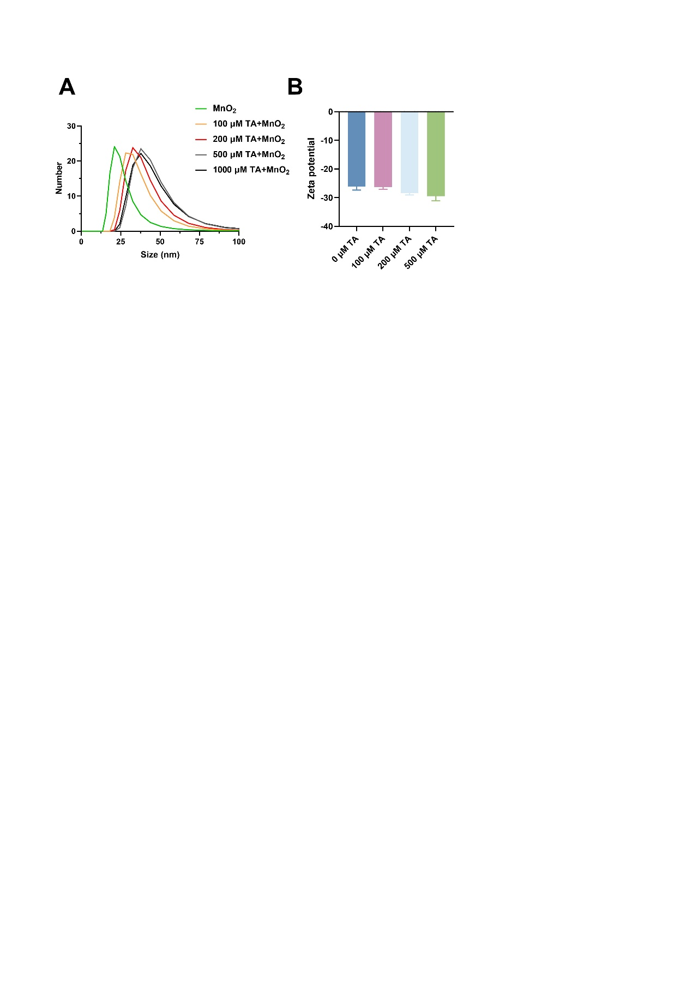 A
B
MnO₂
100 µM TA+MnO₂
200 µM TA+MnO₂
500 µM TA+MnO₂
1000 µM TA+MnO₂
30
20
10
0
Number
0 25 50 75 100
Size (nm)
0
-10
-20
-30
-40
Zeta potential
0 µM TA
100 µM TA
200 µM TA
500 µM TA